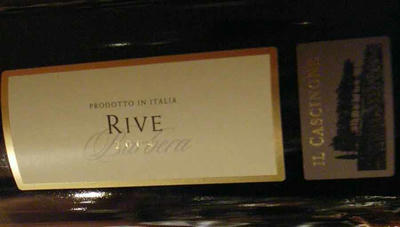 PRODOTTO IN ITALIA
RIVE
Barbera
IL CASCINONE